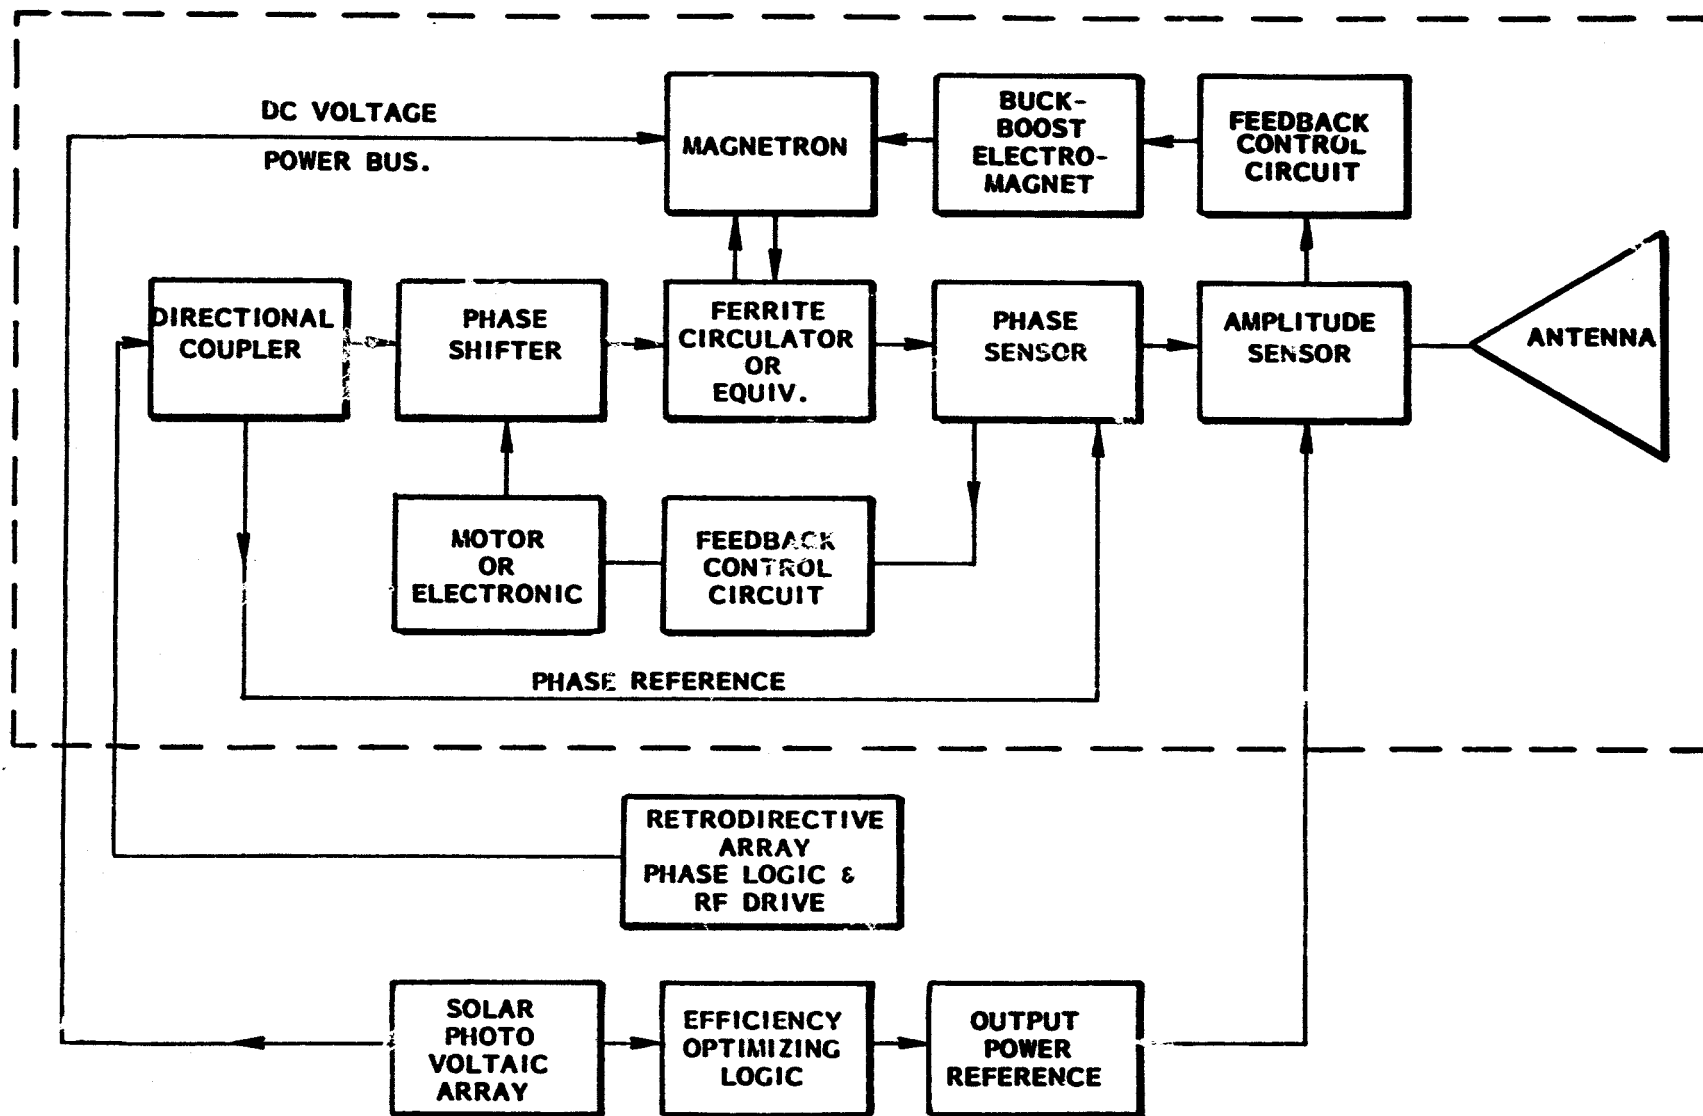 DC VOLTAGE
POWER BUS.
MAGNETRON
BUCK-
BOOST
ELECTRO-
MAGNET
FEEDBACK
CONTROL
CIRCUIT
DIRECTIONAL
COUPLER
PHASE
SHIFTER
FERRITE
CIRCULATOR
OR
EQUIV.
PHASE
SENSOR
AMPLITUDE
SENSOR
ANTENNA
MOTOR
OR
ELECTRONIC
FEEDBACK
CONTROL
CIRCUIT
PHASE REFERENCE
RETRODIRECTIVE
ARRAY
PHASE LOGIC &
RF DRIVE
SOLAR
PHOTO
VOLTAIC
ARRAY
EFFICIENCY
OPTIMIZING
LOGIC
OUTPUT
POWER
REFERENCE